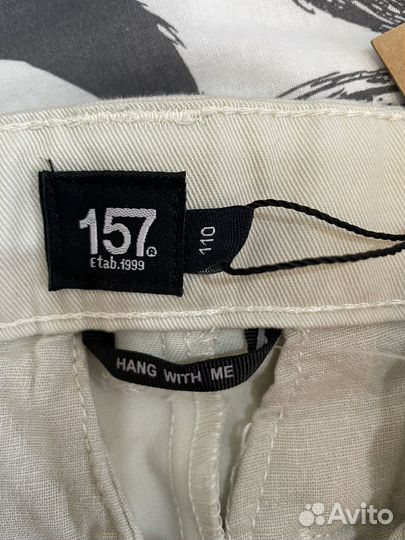 157®
Etab.1999
110
HANG WITH ME
Avito